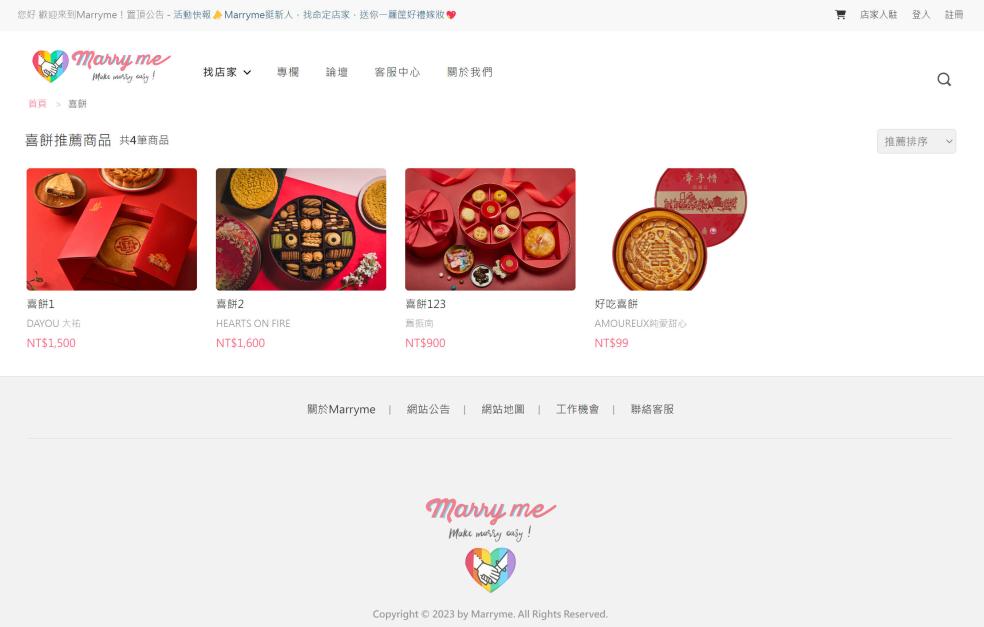 您好 歡迎來到Marryme！置頂公告 - 活動快報 Marryme挺新人．找命定店家．送你一籮筐好禮嫁妝
店家入駐 登入 註冊
Marry me
Make marry easy !
找店家 專欄 論壇 客服中心 關於我們
首頁 > 喜餅
喜餅推薦商品 共4筆商品
推薦排序
喜餅1
DAYOU 大祐
NT$1,500
喜餅2
HEARTS ON FIRE
NT$1,600
喜餅123
舊振南
NT$900
好吃喜餅
AMOUREUX純愛甜心
NT$99
關於Marryme | 網站公告 | 網站地圖 | 工作機會 | 聯絡客服
Marry me
Make marry easy !
Copyright © 2023 by Marryme. All Rights Reserved.